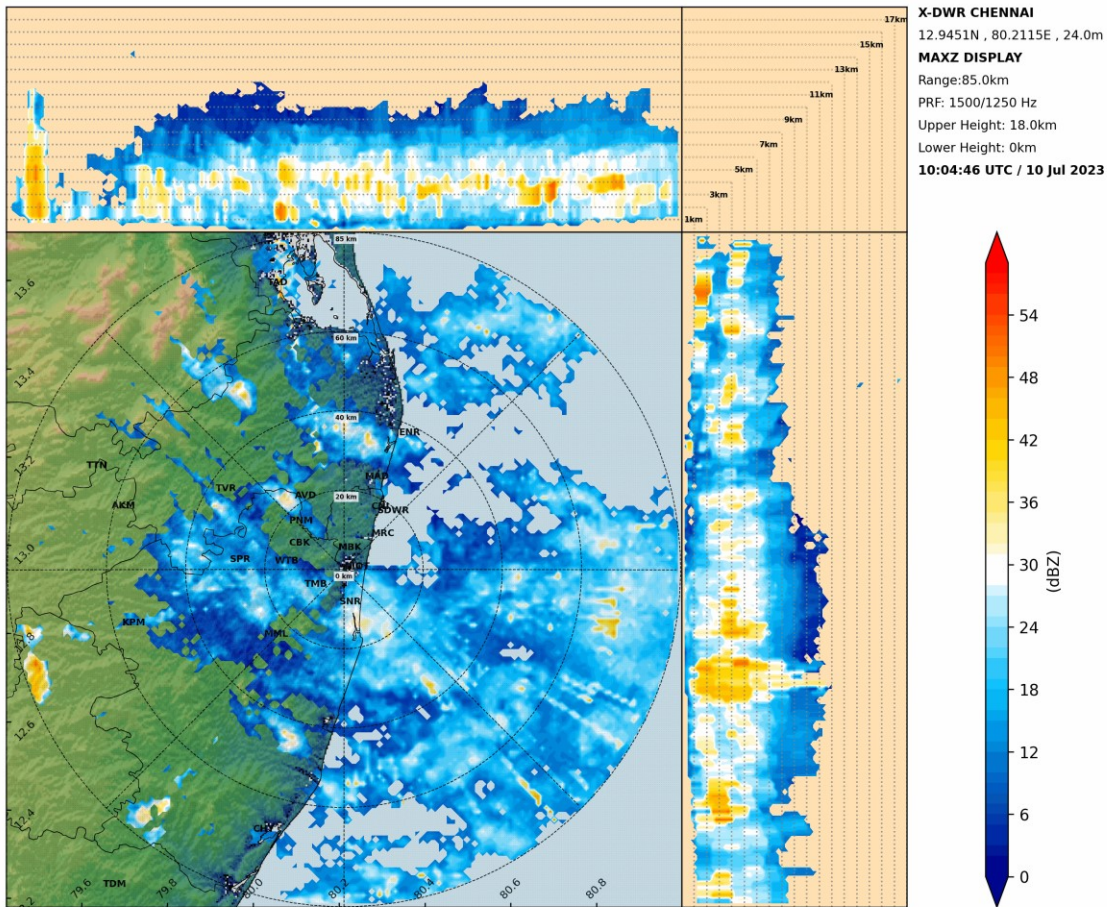 X-DWR CHENNAI
12.9451N , 80.2115E , 24.0m
MAXZ DISPLAY
Range:85.0km
PRF: 1500/1250 Hz
Upper Height: 18.0km
Lower Height: 0km
10:04:46 UTC / 10 Jul 2023
17km
15km
13km
11km
9km
7km
5km
3km
1km
85 km
TAD
13.6
60 km
13.4
40 km
ENR
13.2
TTN
MAD
TVR
AVD
20 km
AKM
SDWR
PNM
MRC
CBK
MBK
13.0
SPR
WTB
0 km
TMB
SNR
KPM
MML
12.6
12.4
CHY
TDM
79.6
79.8
80.0
80.2
80.4
80.6
80.8
54
48
42
36
30
24
18
12
6
0
(dBZ)